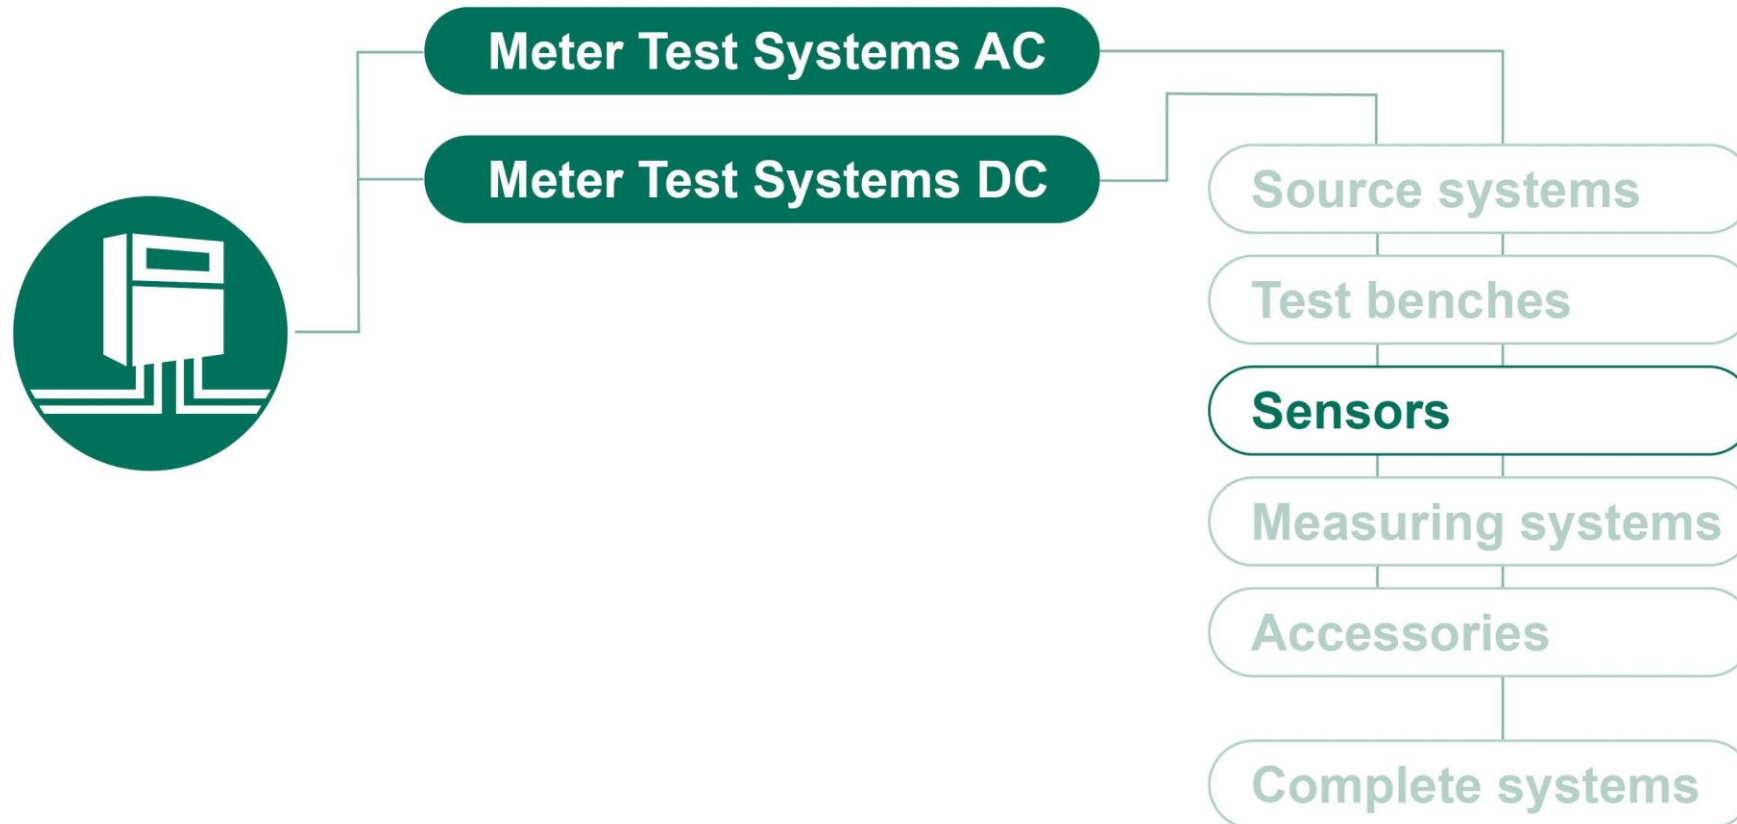 Meter Test Systems AC
Meter Test Systems DC
Source systems
Test benches
Sensors
Measuring systems
Accessories
Complete systems